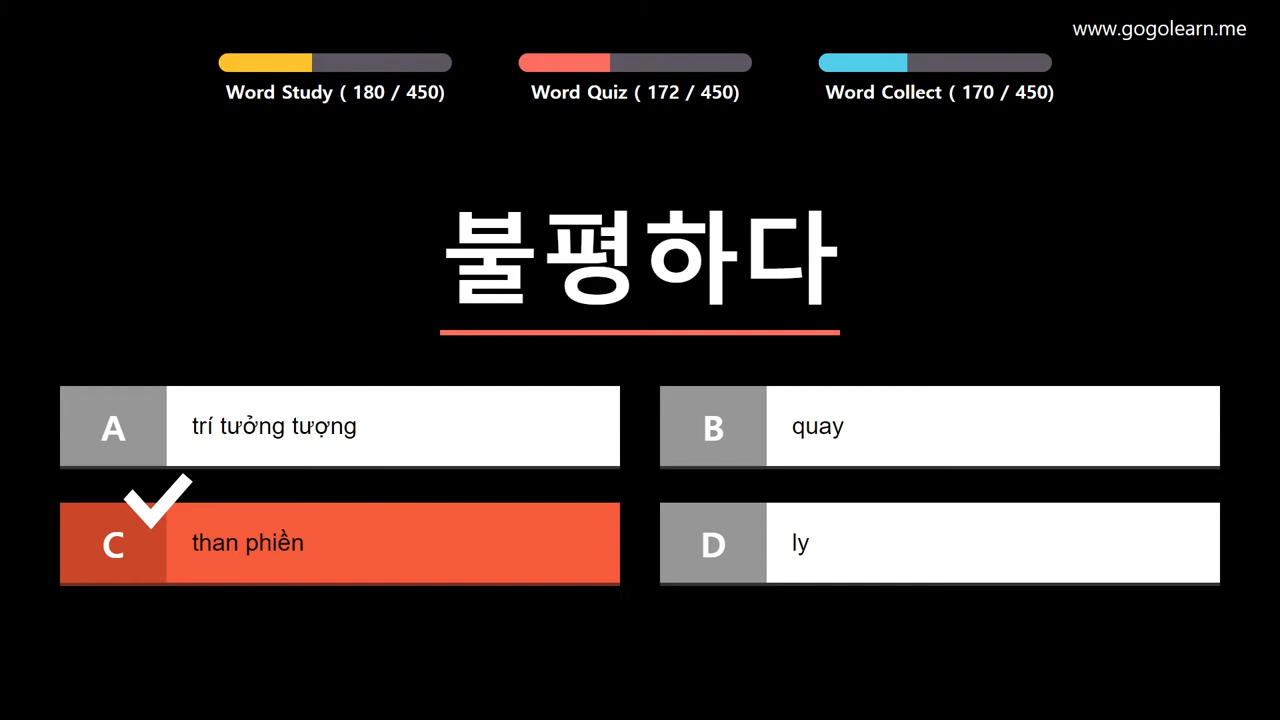 www.gogolearn.me
Word Study ( 180 / 450)
Word Quiz ( 172 / 450)
Word Collect ( 170 / 450)
불평하다
A trí tưởng tượng
B quay
C than phiền
D ly